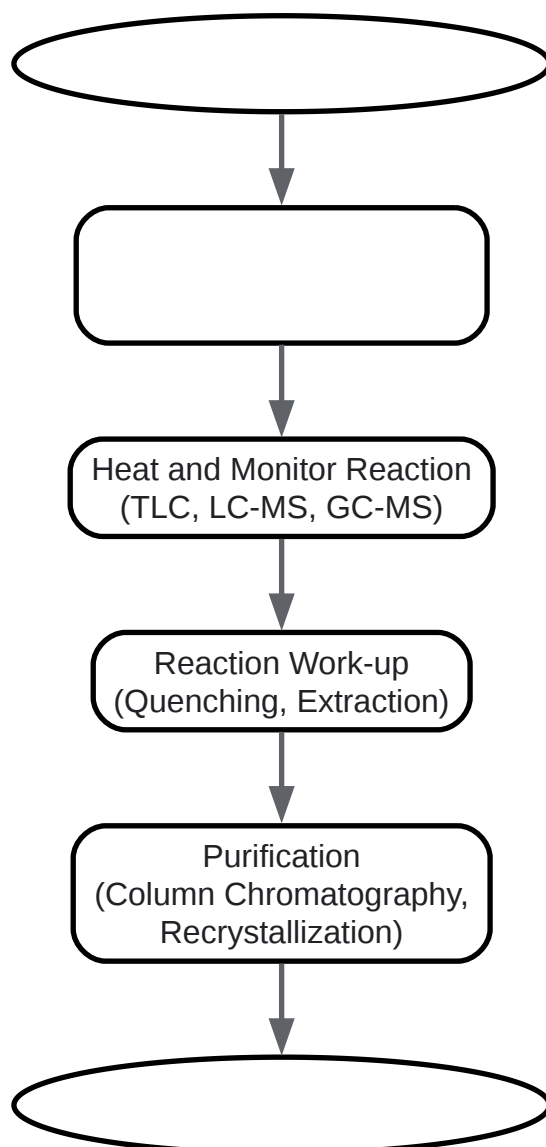 Heat and Monitor Reaction
(TLC, LC-MS, GC-MS)
Reaction Work-up
(Quenching, Extraction)
Purification
(Column Chromatography,
Recrystallization)